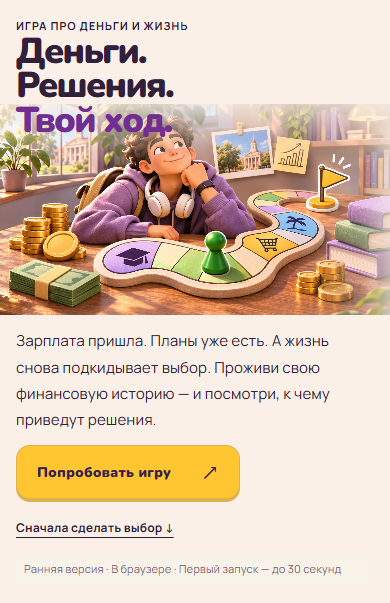 ИГРА ПРО ДЕНЬГИ И ЖИЗНЬ
Деньги.
Решения.
Твой ход.
Зарплата пришла. Планы уже есть. А жизнь
снова подкидывает выбор. Проживи свою
финансовую историю — и посмотри, к чему
приведут решения.
Попробовать игру ↗
Сначала сделать выбор ↓
Ранняя версия · В браузере · Первый запуск — до 30 секунд